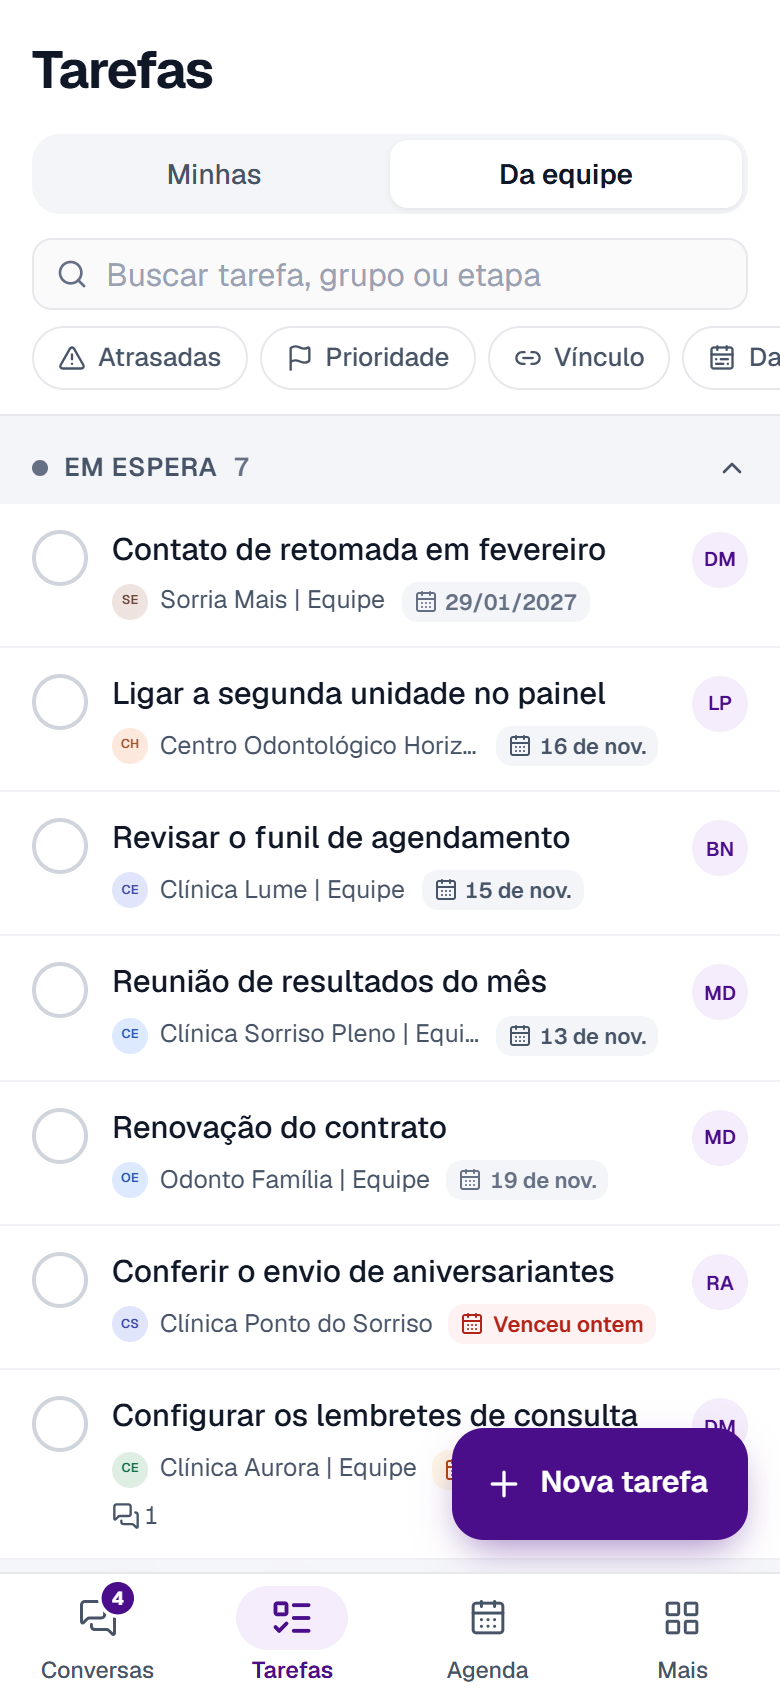 Tarefas
Minhas
Da equipe
Buscar tarefa, grupo ou etapa
Atrasadas
Prioridade
Vínculo
Da
EM ESPERA 7
Contato de retomada em fevereiro
DM
SE Sorria Mais | Equipe 29/01/2027
Ligar a segunda unidade no painel
LP
CH Centro Odontológico Horiz... 16 de nov.
Revisar o funil de agendamento
BN
CE Clínica Lume | Equipe 15 de nov.
Reunião de resultados do mês
MD
CE Clínica Sorriso Pleno | Equi... 13 de nov.
Renovação do contrato
MD
OE Odonto Família | Equipe 19 de nov.
Conferir o envio de aniversariantes
RA
CS Clínica Ponto do Sorriso Venceu ontem
Configurar os lembretes de consulta
DM
CE Clínica Aurora | Equipe
1
Nova tarefa
4
Conversas
Tarefas
Agenda
Mais